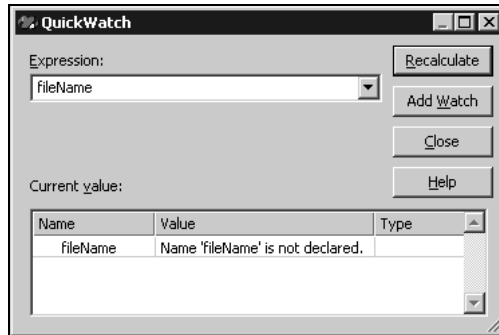 QuickWatch
Expression:
Recalculate
fileName
Add Watch
Close
Current value:
Help
Name Value Type
fileName Name 'fileName' is not declared.